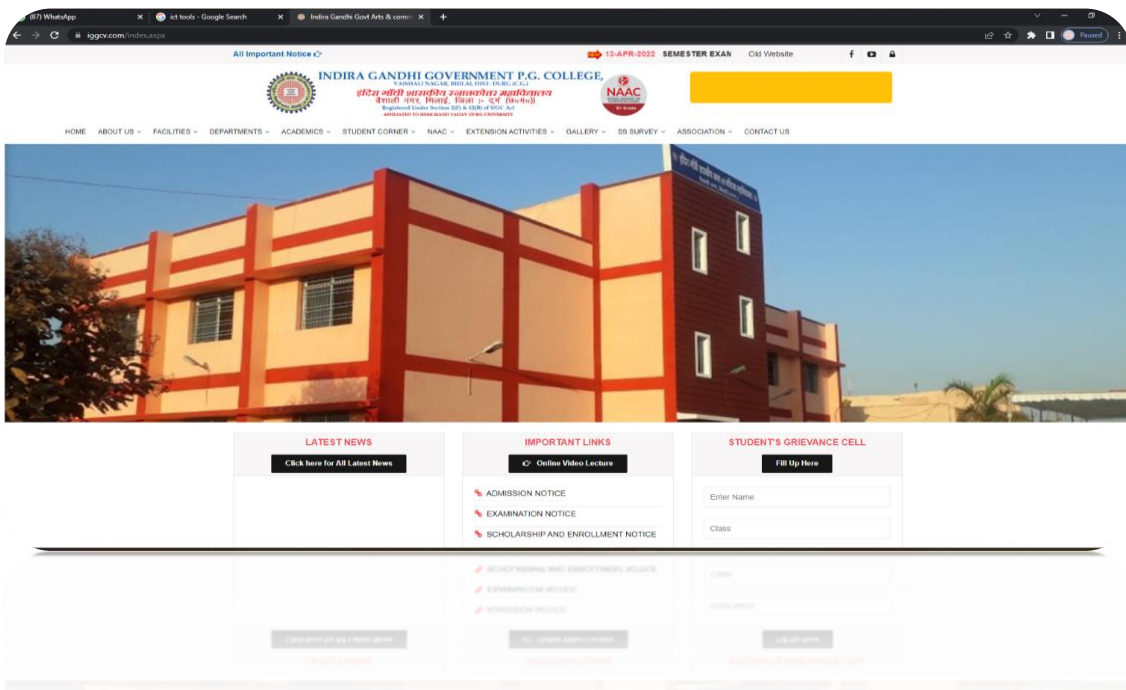 (87) WhatsApp
ict tools - Google Search
Indira Gandhi Govt Arts & comm
iggcv.com/index.aspx
Paused
All Important Notice
13-APR-2022 SEMESTER EXAN
Old Website
INDIRA GANDHI GOVERNMENT P.G. COLLEGE,
VAISHALI NAGAR, BHILAI, DIST. DURG (C.G.)
इंदिरा गाँधी शासकीय स्नातकोत्तर महाविद्यालय
वैशाली नगर, भिलाई, जिला :- दुर्ग (छ०ग०)
Registered Under Section 2(F) & 12(B) of UGC Act
AFFILIATED TO HEMCHAND YADAV DURG UNIVERSITY
NAAC
B+ Grade
HOME ABOUT US FACILITIES DEPARTMENTS ACADEMICS STUDENT CORNER NAAC EXTENSION ACTIVITIES GALLERY SS SURVEY ASSOCIATION CONTACT US
LATEST NEWS
Click here for All Latest News
IMPORTANT LINKS
Online Video Lecture
ADMISSION NOTICE
EXAMINATION NOTICE
SCHOLARSHIP AND ENROLLMENT NOTICE
STUDENT'S GRIEVANCE CELL
Fill Up Here
Enter Name
Class